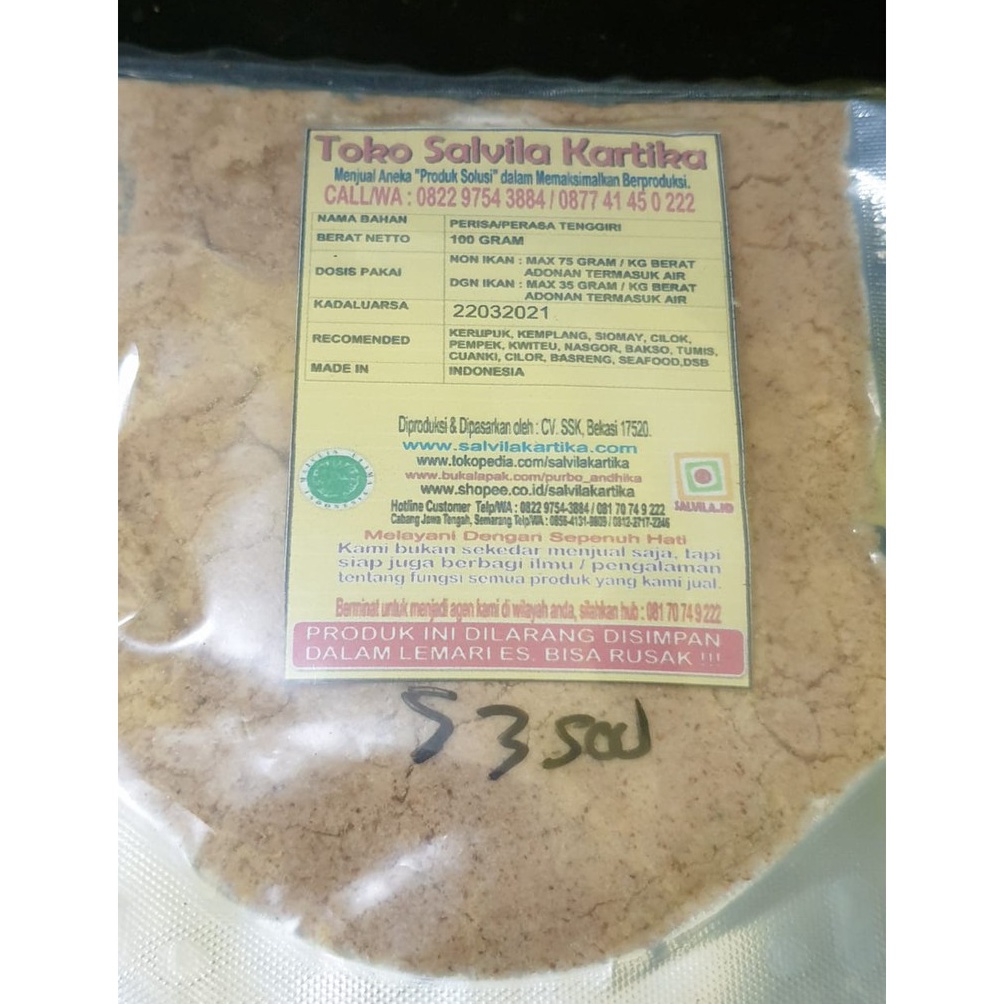 Toko Salvila Kartika
Menjual Aneka "Produk Solusi" dalam Memaksimalkan Berproduksi.
CALL/WA : 0822 9754 3884 / 0877 41 45 0 222
NAMA BAHAN PERISA/PERASA TENGGIRI
BERAT NETTO 100 GRAM
DOSIS PAKAI NON IKAN : MAX 75 GRAM / KG BERAT
ADONAN TERMASUK AIR
DGN IKAN : MAX 35 GRAM / KG BERAT
ADONAN TERMASUK AIR
KADALUARSA 22032021
RECOMENDED KERUPUK, KEMPLANG, SIOMAY, CILOK,
PEMPEK, KWITEU, NASGOR, BAKSO, TUMIS,
CUANKI, CILOR, BASRENG, SEAFOOD,DSB
MADE IN INDONESIA
Diproduksi & Dipasarkan oleh : CV. SSK, Bekasi 17520.
www.salvilakartika.com
www.tokopedia.com/salvilakartika
www.bukalapak.com/purbo_andhika
www.shopee.co.id/salvilakartika
SALVILA.ID
Hotline Customer Telp/WA : 0822 9754-3884 / 081 70 74 9 222
Cabang Jawa Tengah, Semarang Telp/WA :
Melayani Dengan Sepenuh Hati
Kami bukan sekedar menjual saja, tapi
siap juga berbagi ilmu / pengalaman
tentang fungsi semua produk yang kami jual.
Berminat untuk menjadi agen kami di wilayah anda, silahkan hub : 081 70 74 9 222
PRODUK INI DILARANG DISIMPAN
DALAM LEMARI ES. BISA RUSAK !!!